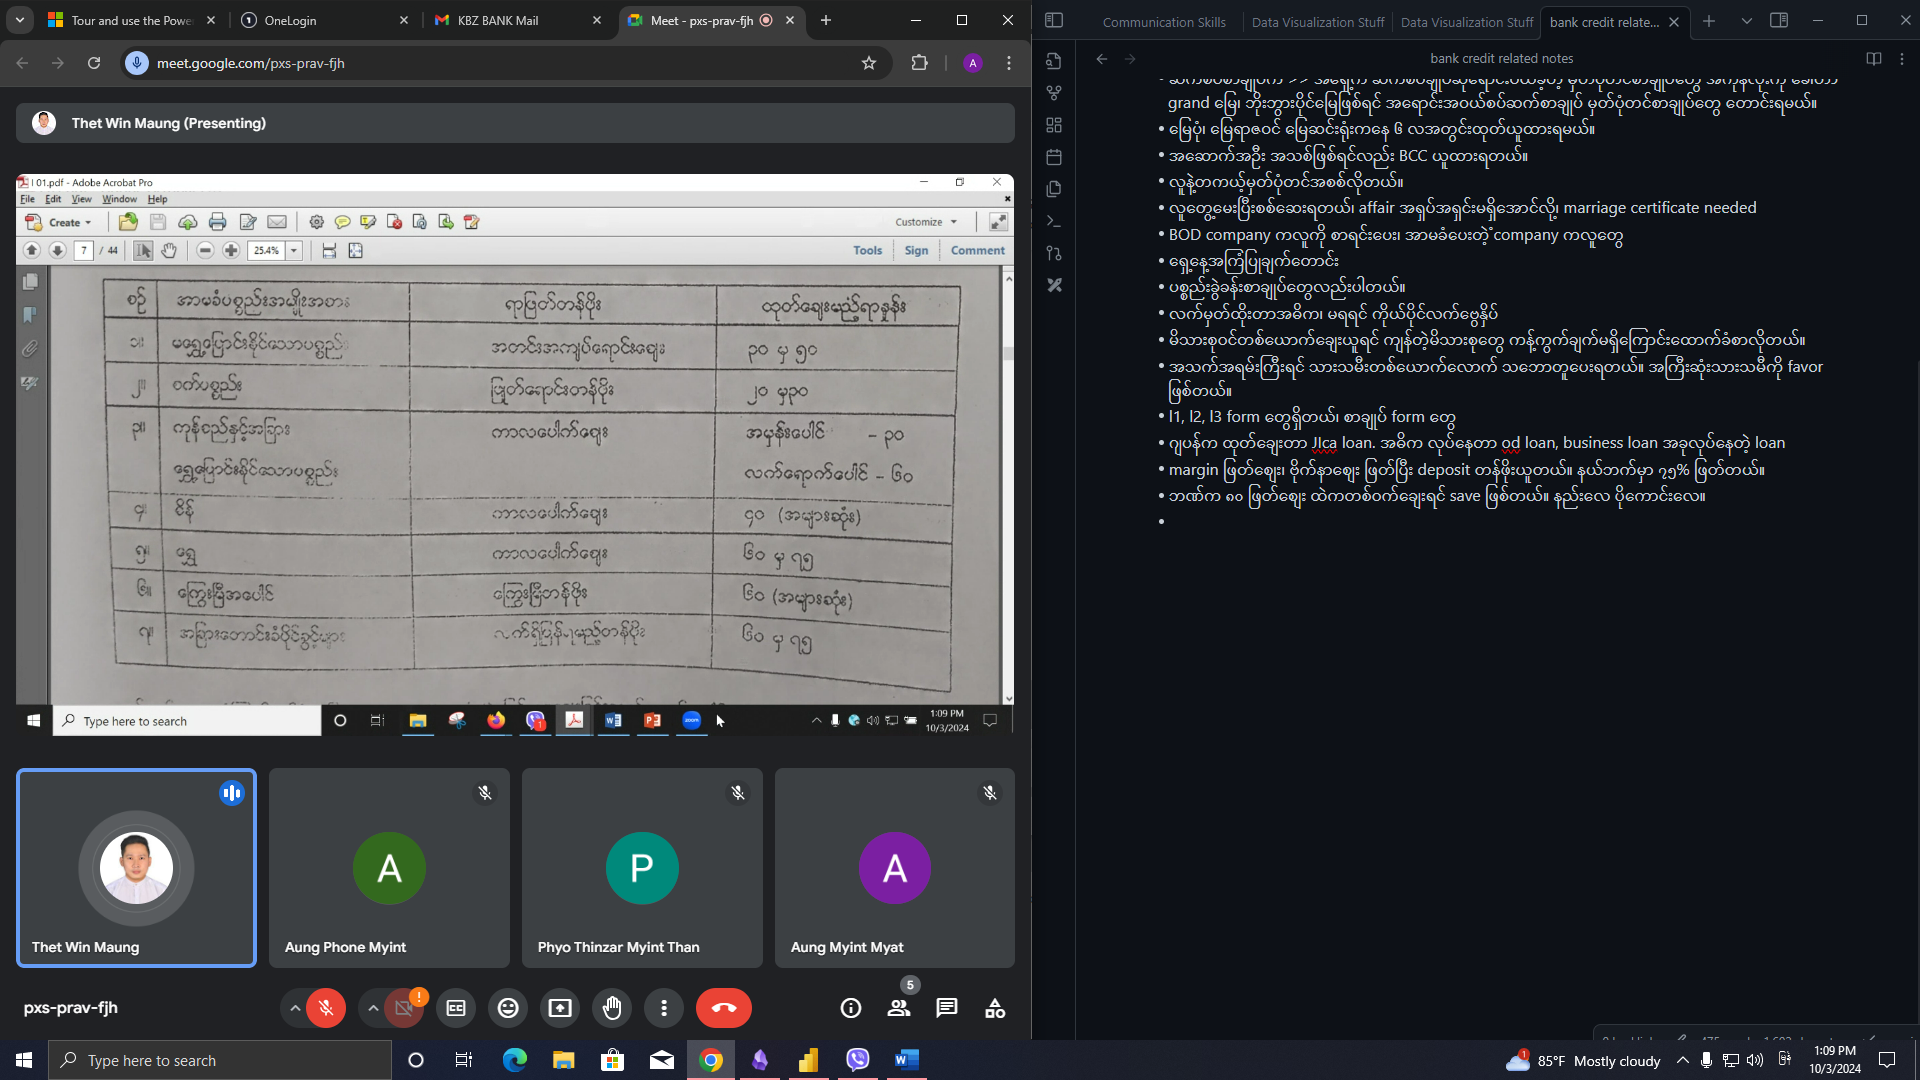 Tour and use the Powe
OneLogin
KBZ BANK Mail
Meet - pxs-prav-fjh
meet.google.com/pxs-prav-fjh
A
Thet Win Maung (Presenting)
I 01.pdf - Adobe Acrobat Pro
File Edit View Window Help
Create
Customize
7 / 44
25.4%
Tools Sign Comment
စဉ် အာမခံပစ္စည်းအမျိုးအစား ရာဖြတ်တန်ဖိုး ထုတ်ချေးမည့်ရာခှုန်း
၁။ မရွှေ့ပြောင်းနိုင်သောပစ္စည်း အတင်းအကျပ်ရောင်းဈေး ၃၀ မှ ၅၀
၂။ စက်ပစ္စည်း ဖြုတ်ရောင်းတန်ဖိုး ၂၀ မှ၃၀
၃။ ကုန်စည်နှင့်အခြား ကာလပေါက်ဈေး အမှန်းပေါင် - ၃၀
ရွှေ့ပြောင်းနိုင်သောပစ္စည်း လက်ရောက်ပေါင် - ၆၀
၄။ စိန် ကာလပေါက်ဈေး ၄၀ (အများဆုံး)
၅။ ရွှေ ကာလပေါက်ဈေး ၆၀ မှ ၇၅
၆။ ကြွေးမြီအပေါင် ကြွေးမြီတန်ဖိုး ၆၀ (အများဆုံး)
၇။ အခြားတောင်းခံပိုင်ခွင့်များ လက်ရှိပြန်ရမည့်တန်ဖိုး ၆၀ မှ ၇၅
Type here to search
1:09 PM
10/3/2024
Thet Win Maung
A
Aung Phone Myint
P
Phyo Thinzar Myint Than
A
Aung Myint Myat
pxs-prav-fjh
5
Communication Skills
Data Visualization Stuff
Data Visualization Stuff
bank credit relate...
bank credit related notes
grand မြေ၊ ဘိုးဘွားပိုင်မြေဖြစ်ရင် အရောင်းအဝယ်စပ်ဆက်စာချုပ် မှတ်ပုံတင်စာချုပ်တွေ တောင်းရမယ်။
• မြေပုံ၊ မြေရာဇဝင် မြေဆင်းရုံးကနေ ၆ လအတွင်းထုတ်ယူထားရမယ်။
• အဆောက်အဦး အသစ်ဖြစ်ရင်လည်း BCC ယူထားရတယ်။
• လူနဲ့တကယ့်မှတ်ပုံတင်အစစ်လိုတယ်။
• လူတွေ့မေးပြီးစစ်ဆေးရတယ်၊ affair အရှပ်အရှင်းမရှိအောင်လို့၊ marriage certificate needed
• BOD company ကလူကို စာရင်းပေး၊ အာမခံပေးတဲ့ company ကလူတွေ
• ရှေ့နေ့အကြံပြုချက်တောင်း
• ပစ္စည်းခွဲခန်းစာချုပ်တွေလည်းပါတယ်။
• လက်မှတ်ထိုးတာအဓိက၊ မရရင် ကိုယ်ပိုင်လက်ဗွေနှိပ်
• မိသားစုဝင်တစ်ယောက်ချေးယူရင် ကျန်တဲ့မိသားစုတွေ ကန့်ကွက်ချက်မရှိကြောင်းထောက်ခံစာလိုတယ်။
• အသက်အရမ်းကြီးရင် သားသမီးတစ်ယောက်လောက် သဘောတူပေးရတယ်။ အကြီးဆုံးသားသမီးကို favor
ဖြစ်တယ်။
• l1, l2, l3 form တွေရှိတယ်၊ စာချုပ် form တွေ
• ဂျပန်က ထုတ်ချေးတာ JIca loan. အဓိက လုပ်နေတာ od loan, business loan အခုလုပ်နေတဲ့ loan
• margin ဖြတ်ဈေး၊ ဗိုက်နာဈေး ဖြတ်ပြီး deposit တန်ဖိုးယူတယ်။ နယ်ဘက်မှာ ၇၅% ဖြတ်တယ်။
• ဘဏ်က ၈၀ ဖြတ်ဈေး ထဲကတစ်ဝက်ချေးရင် save ဖြစ်တယ်။ နည်းလေ ပိုကောင်းလေ။
Type here to search
85°F Mostly cloudy
1:09 PM
10/3/2024